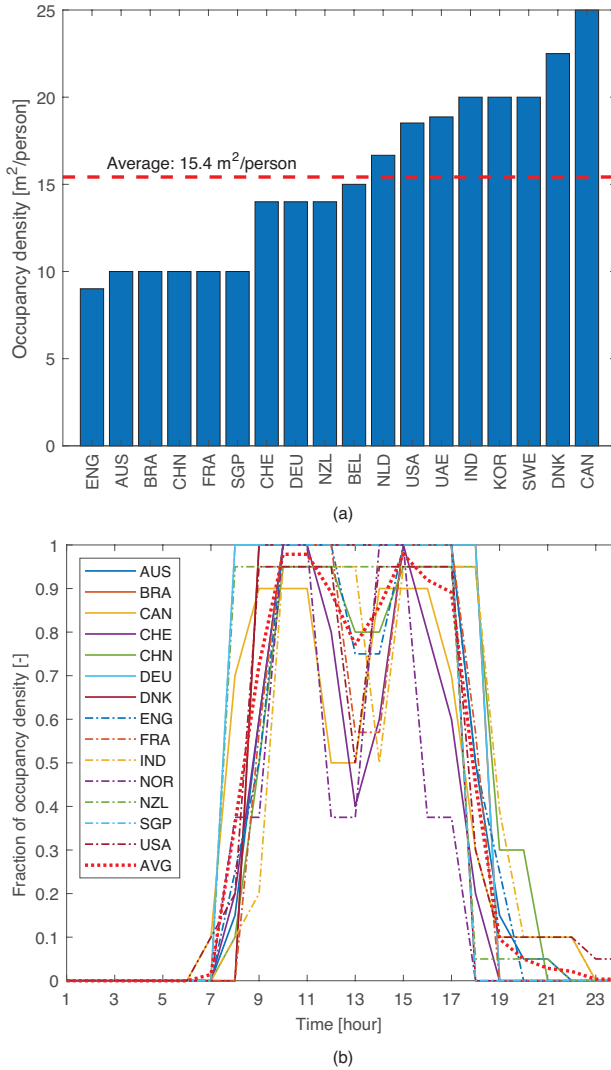 25
20
15
10
5
0
Occupancy density [m²/person]
Average: 15.4 m²/person
ENG AUS BRA CHN FRA SGP CHE DEU NZL BEL NLD USA UAE IND KOR SWE DNK CAN
(a)
1
0.9
0.8
0.7
0.6
0.5
0.4
0.3
0.2
0.1
0
Fraction of occupancy density [-]
AUS
BRA
CAN
CHE
CHN
DEU
DNK
ENG
FRA
IND
NOR
NZL
SGP
USA
AVG
1 3 5 7 9 11 13 15 17 19 21 23
Time [hour]
(b)